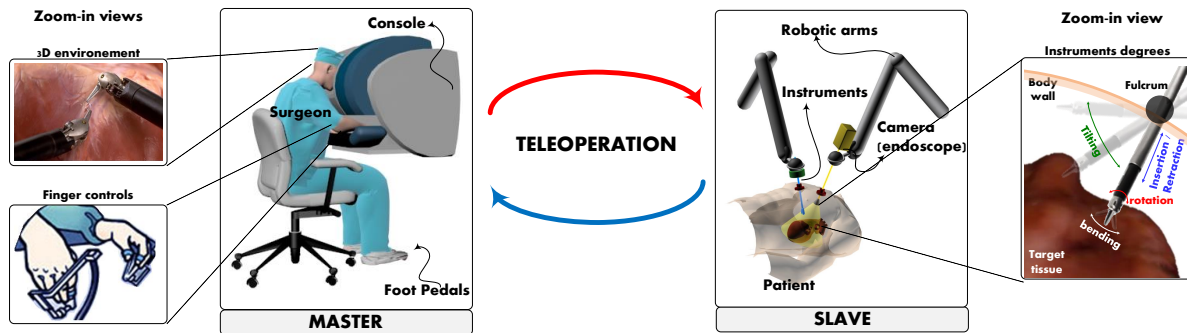 Zoom-in views
3D environement
Finger controls
Console
Surgeon
Foot Pedals
MASTER
TELEOPERATION
Robotic arms
Instruments
Camera
(endoscope)
Patient
SLAVE
Zoom-in view
Instruments degrees
Body
wall
Fulcrum
Tilting
Insertion /
Retraction
rotation
bending
Target
tissue